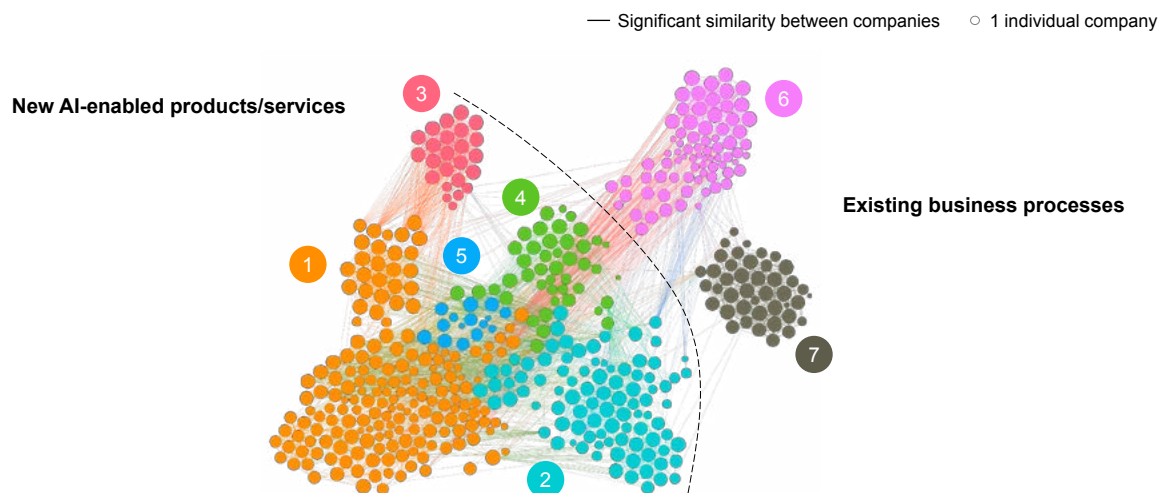 Significant similarity between companies
1 individual company
New AI-enabled products/services
3
6
4
Existing business processes
1
5
7
2